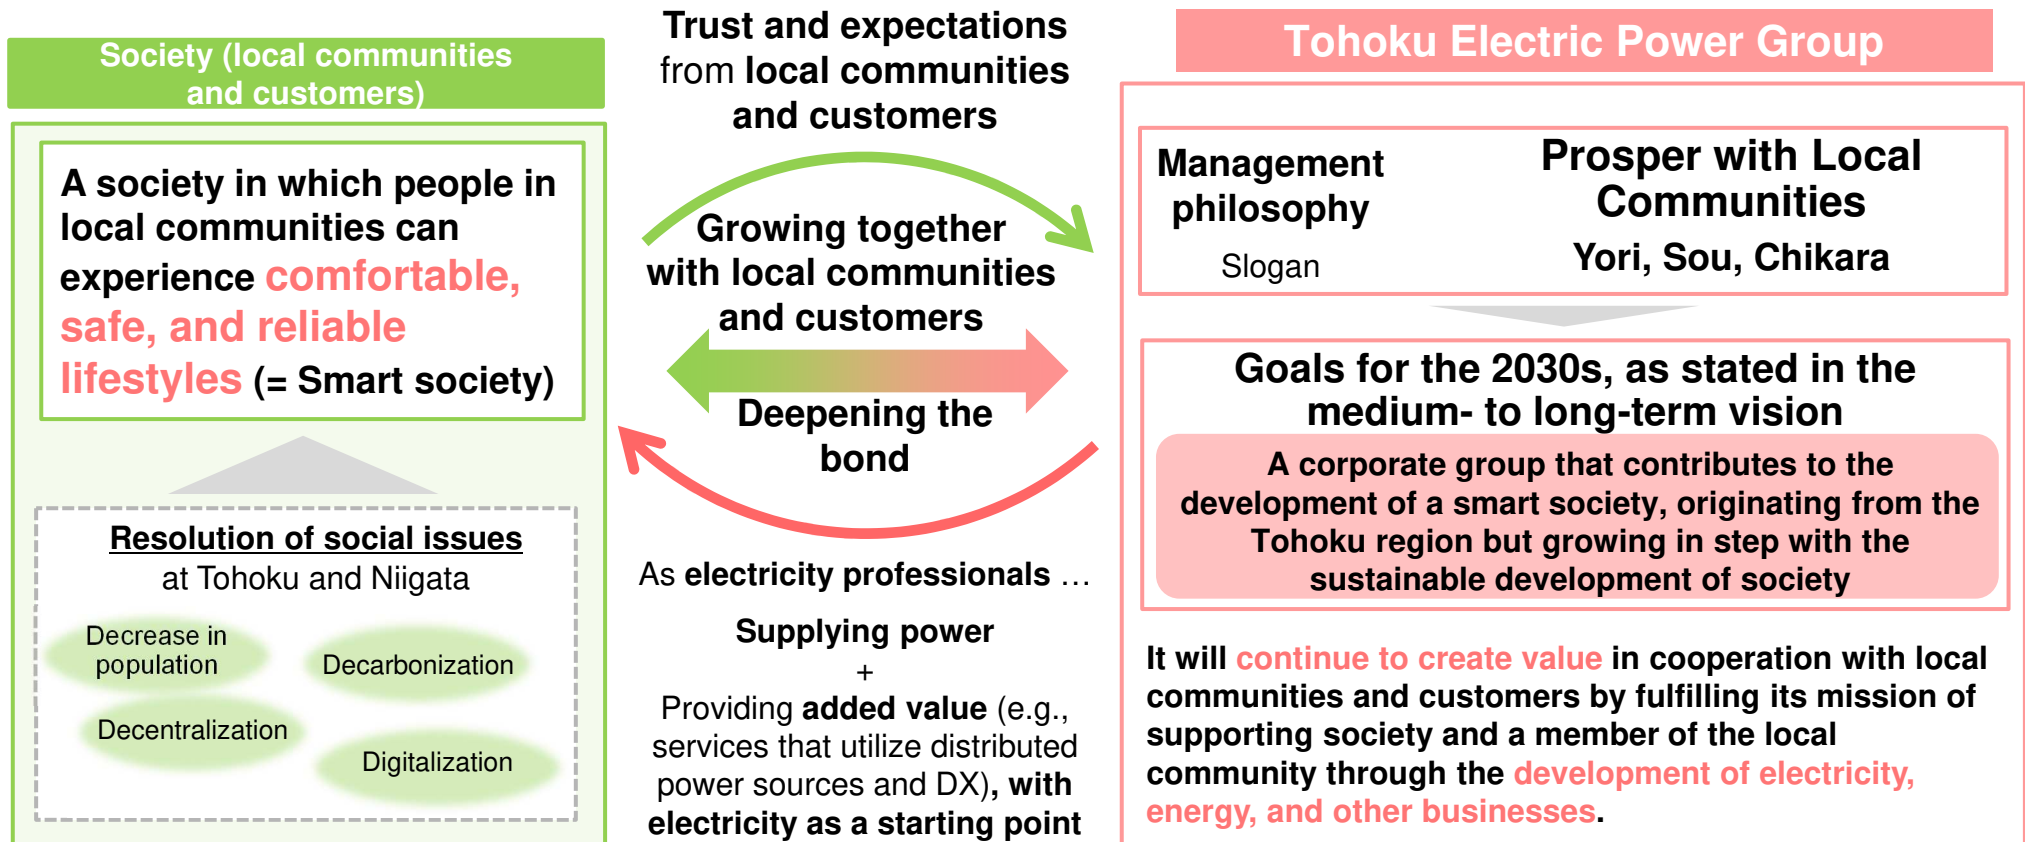 Society (local communities
and customers)
A society in which people in
local communities can
experience comfortable,
safe, and reliable
lifestyles (= Smart society)
Resolution of social issues
at Tohoku and Niigata
Decrease in
population
Decarbonization
Decentralization
Digitalization
Trust and expectations
from local communities
and customers
Growing together
with local communities
and customers
Deepening the
bond
As electricity professionals …
Supplying power
+
Providing added value (e.g.,
services that utilize distributed
power sources and DX), with
electricity as a starting point
Tohoku Electric Power Group
Management
philosophy
Slogan
Prosper with Local
Communities
Yori, Sou, Chikara
Goals for the 2030s, as stated in the
medium- to long-term vision
A corporate group that contributes to the
development of a smart society, originating from the
Tohoku region but growing in step with the
sustainable development of society
It will continue to create value in cooperation with local
communities and customers by fulfilling its mission of
supporting society and a member of the local
community through the development of electricity,
energy, and other businesses.